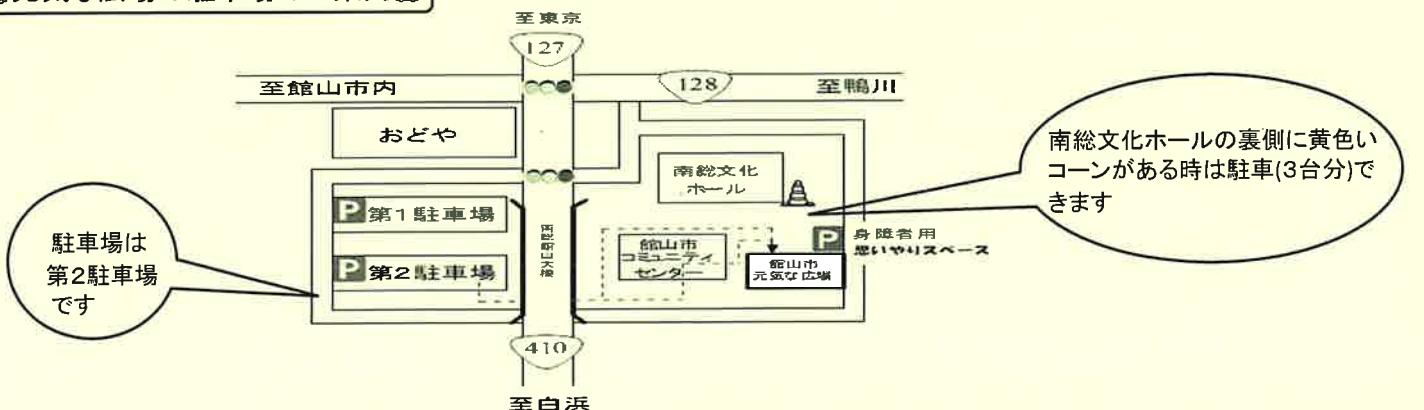 至東京
127
至館山市内
128
至鴨川
おどや
南総文化
ホール
南総文化ホールの裏側に黄色い
コーンがある時は駐車(3台分)で
きます
P 第1駐車場
P 第2駐車場
駐車場は
第2駐車場
です
館山市
コミュニティ
センター
P 身障者用
思いやりスペース
館山市
元気な広場
410
至白浜